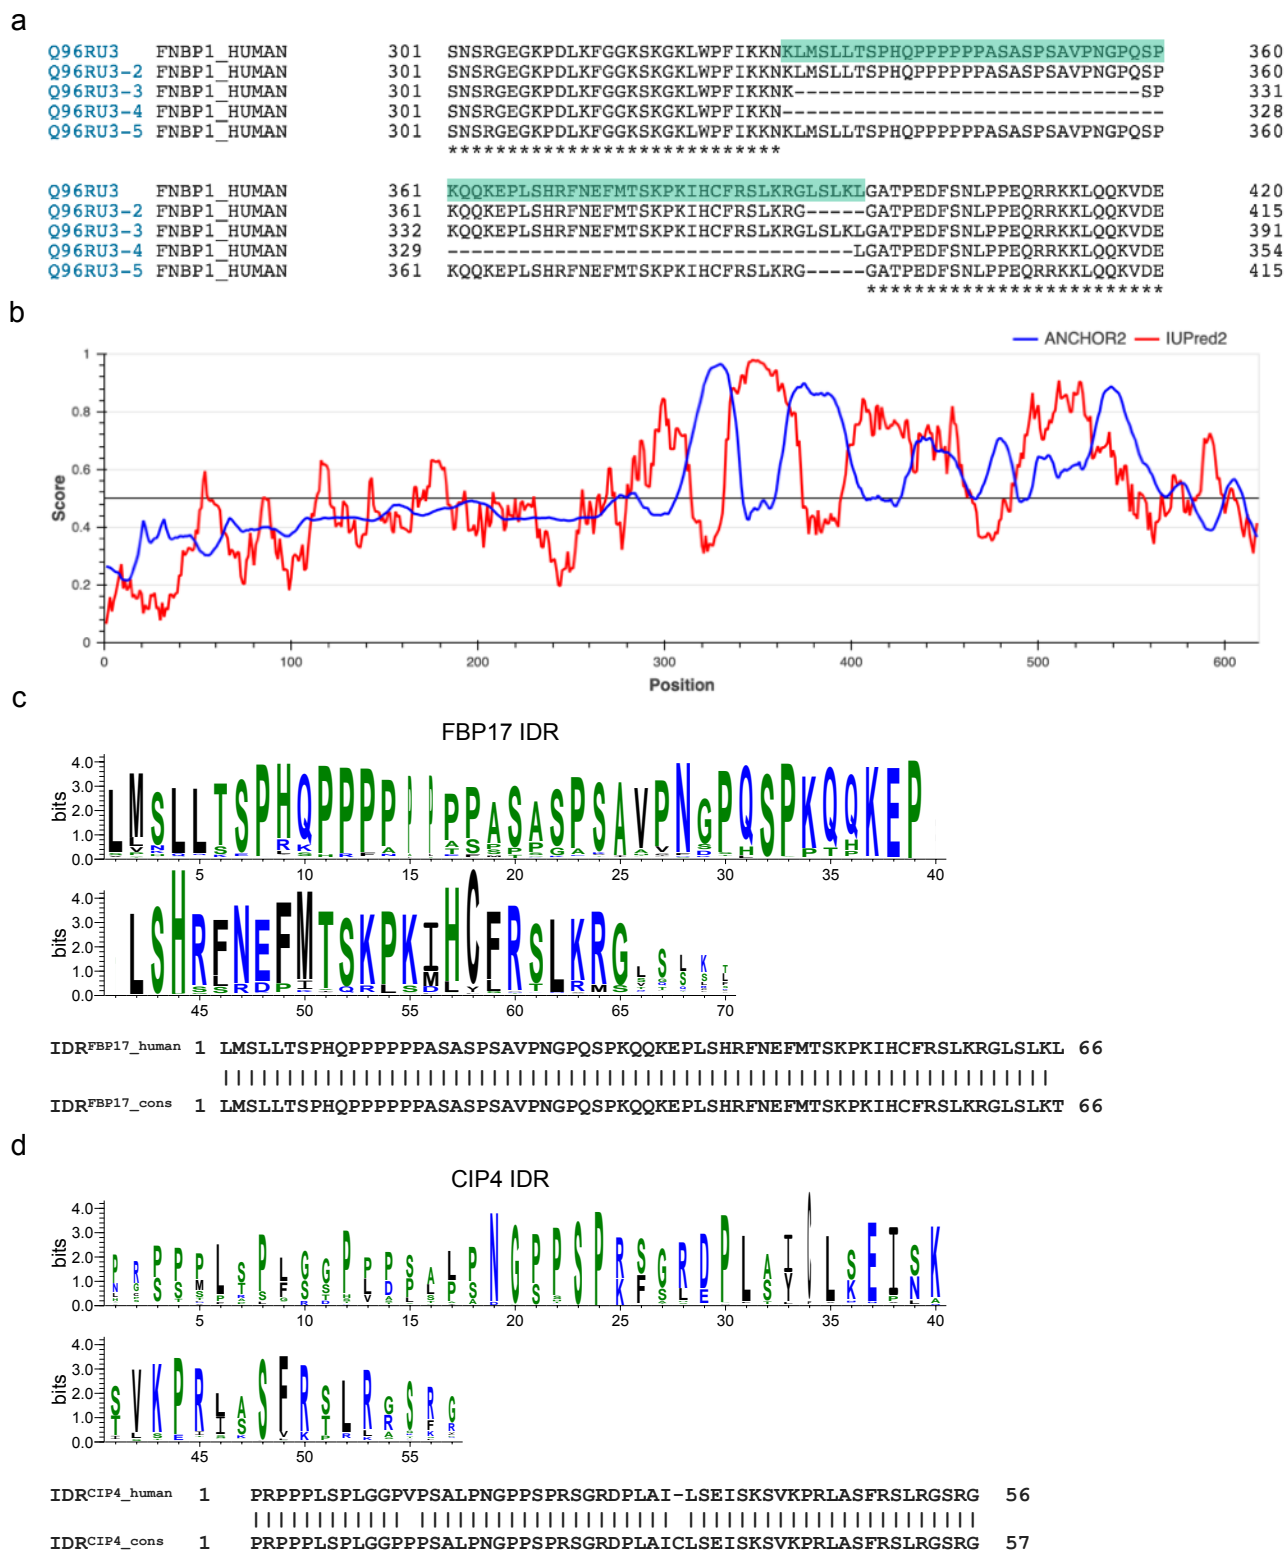 a
Q96RU3 FNBP1_HUMAN 301 SNSRGEGKPDLKFGGKSKGKLWPFIKKNKLMSLLTSPHQPPPPPPASASPSAVPNGPQSP 360
Q96RU3-2 FNBP1_HUMAN 301 SNSRGEGKPDLKFGGKSKGKLWPFIKKNKLMSLLTSPHQPPPPPPASASPSAVPNGPQSP 360
Q96RU3-3 FNBP1_HUMAN 301 SNSRGEGKPDLKFGGKSKGKLWPFIKKNK-----------------------------SP 331
Q96RU3-4 FNBP1_HUMAN 301 SNSRGEGKPDLKFGGKSKGKLWPFIKKN-------------------------------- 328
Q96RU3-5 FNBP1_HUMAN 301 SNSRGEGKPDLKFGGKSKGKLWPFIKKNKLMSLLTSPHQPPPPPPASASPSAVPNGPQSP 360
****************************
Q96RU3 FNBP1_HUMAN 361 KQQKEPLSHRFNEFMTSKPKIHCFRSLKRGLSLKLGATPEDFSNLPPEQRRKKLQQKVDE 420
Q96RU3-2 FNBP1_HUMAN 361 KQQKEPLSHRFNEFMTSKPKIHCFRSLKRG-----GATPEDFSNLPPEQRRKKLQQKVDE 415
Q96RU3-3 FNBP1_HUMAN 332 KQQKEPLSHRFNEFMTSKPKIHCFRSLKRGLSLKLGATPEDFSNLPPEQRRKKLQQKVDE 391
Q96RU3-4 FNBP1_HUMAN 329 ----------------------------------LGATPEDFSNLPPEQRRKKLQQKVDE 354
Q96RU3-5 FNBP1_HUMAN 361 KQQKEPLSHRFNEFMTSKPKIHCFRSLKRG-----GATPEDFSNLPPEQRRKKLQQKVDE 415
*************************
b
ANCHOR2 IUPred2
Score
1
0.8
0.6
0.4
0.2
0
0 100 200 300 400 500 600
Position
c
FBP17 IDR
bits
4.0
3.0
2.0
1.0
0.0
LMSLLTSPHQPPPPPPPPASASPSAVPNGPQSPKQQKEP
5 10 15 20 25 30 35 40
bits
4.0
3.0
2.0
1.0
0.0
LSHRFNEFMTSKPKIHCFRSLKRGLSLKT
45 50 55 60 65 70
IDRFBP17_human 1 LMSLLTSPHQPPPPPPASASPSAVPNGPQSPKQQKEPLSHRFNEFMTSKPKIHCFRSLKRGLSLKL 66
IDRFBP17_cons 1 LMSLLTSPHQPPPPPPASASPSAVPNGPQSPKQQKEPLSHRFNEFMTSKPKIHCFRSLKRGLSLKT 66
d
CIP4 IDR
bits
4.0
3.0
2.0
1.0
0.0
PRPPPLSPLGGPPPSALPNGPPSPRSGRDPLAICLSEISK
5 10 15 20 25 30 35 40
bits
4.0
3.0
2.0
1.0
0.0
SVKPRLASFRSLRGSRG
45 50 55
IDRCIP4_human 1 PRPPPLSPLGGPVPSALPNGPPSPRSGRDPLAI-LSEISKSVKPRLASFRSLRGSRG 56
IDRCIP4_cons 1 PRPPPLSPLGGPPPSALPNGPPSPRSGRDPLAICLSEISKSVKPRLASFRSLRGSRG 57